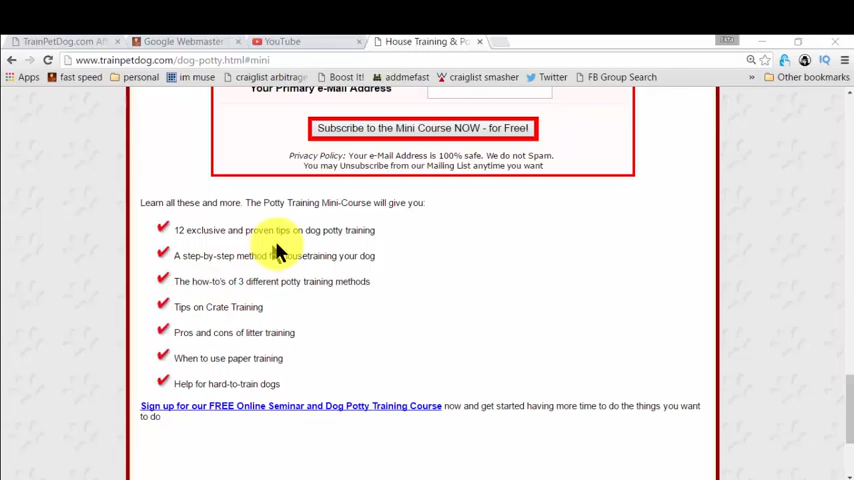 TrainPetDog.com Aff
Google Webmaster
YouTube
House Training & Po
www.trainpetdog.com/dog-potty.html#mini
Apps fast speed personal im muse craiglist arbitrage Boost It! addmefast craiglist smasher Twitter FB Group Search » Other bookmarks
Your Primary e-Mail Address
Subscribe to the Mini Course NOW - for Free!
Privacy Policy: Your e-Mail Address is 100% safe. We do not Spam.
You may Unsubscribe from our Mailing List anytime you want
Learn all these and more. The Potty Training Mini-Course will give you:
12 exclusive and proven tips on dog potty training
A step-by-step method housetraining your dog
The how-to's of 3 different potty training methods
Tips on Crate Training
Pros and cons of litter training
When to use paper training
Help for hard-to-train dogs
Sign up for our FREE Online Seminar and Dog Potty Training Course now and get started having more time to do the things you want
to do